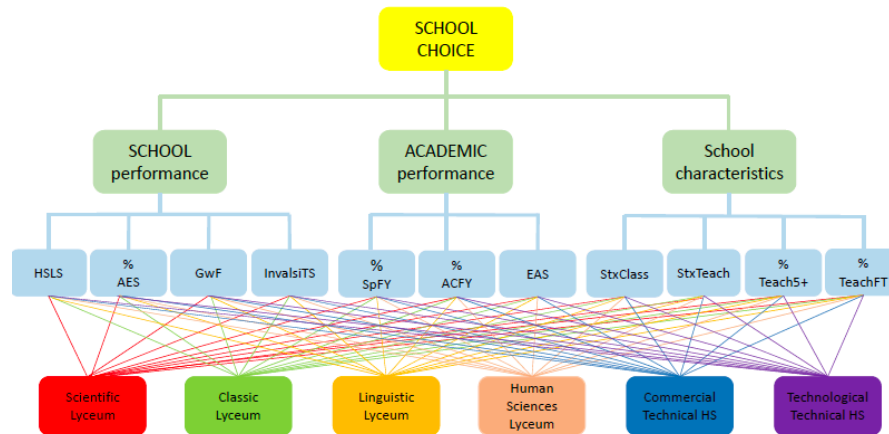 SCHOOL
CHOICE
SCHOOL
performance
ACADEMIC
performance
School
characteristics
HSLS
%
AES
GwF
InvalsiTS
%
SpFY
%
ACFY
EAS
StxClass
StxTeach
%
Teach5+
%
TeachFT
Scientific
Lyceum
Classic
Lyceum
Linguistic
Lyceum
Human
Sciences
Lyceum
Commercial
Technical HS
Technological
Technical HS